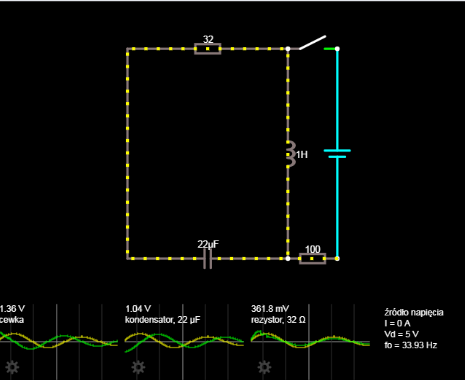 32
1H
22µF
100
1.36 V
cewka
1.04 V
kondensator, 22 µF
361.8 mV
rezystor, 32 Ω
źródło napięcia
I = 0 A
Vd = 5 V
fo = 33.93 Hz